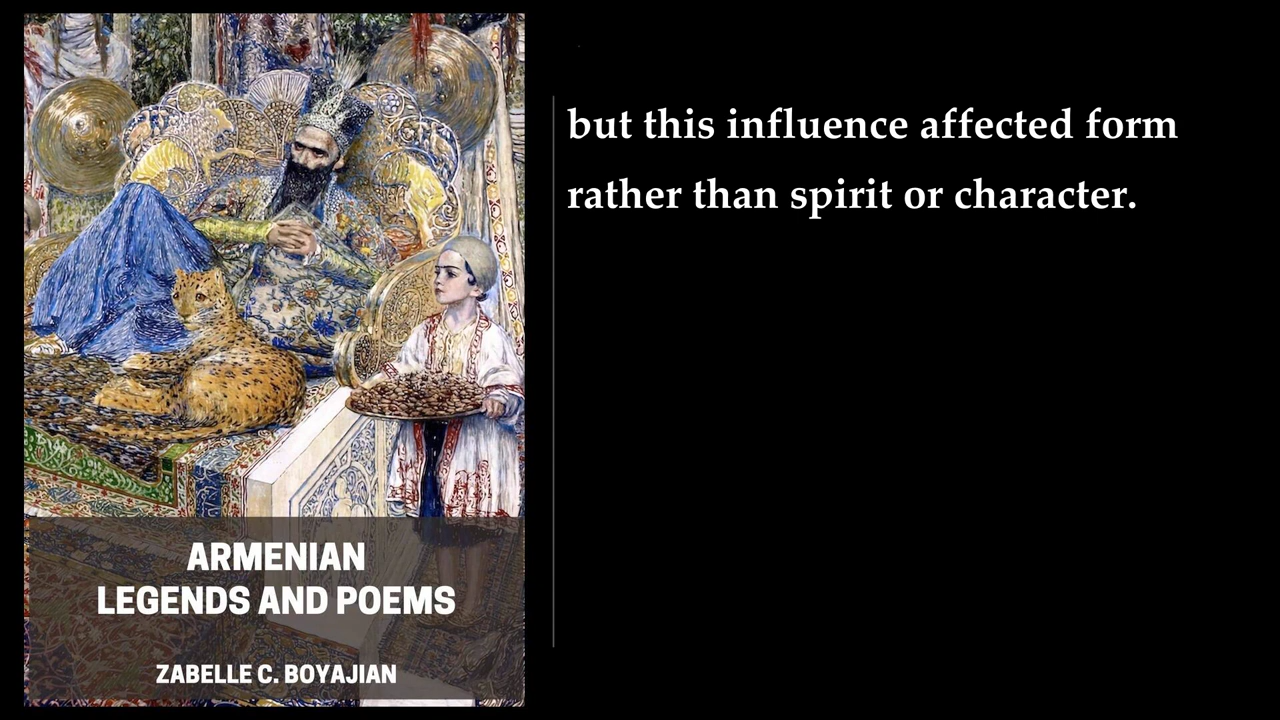 but this influence affected form
rather than spirit or character.
ARMENIAN
LEGENDS AND POEMS
ZABELLE C. BOYAJIAN